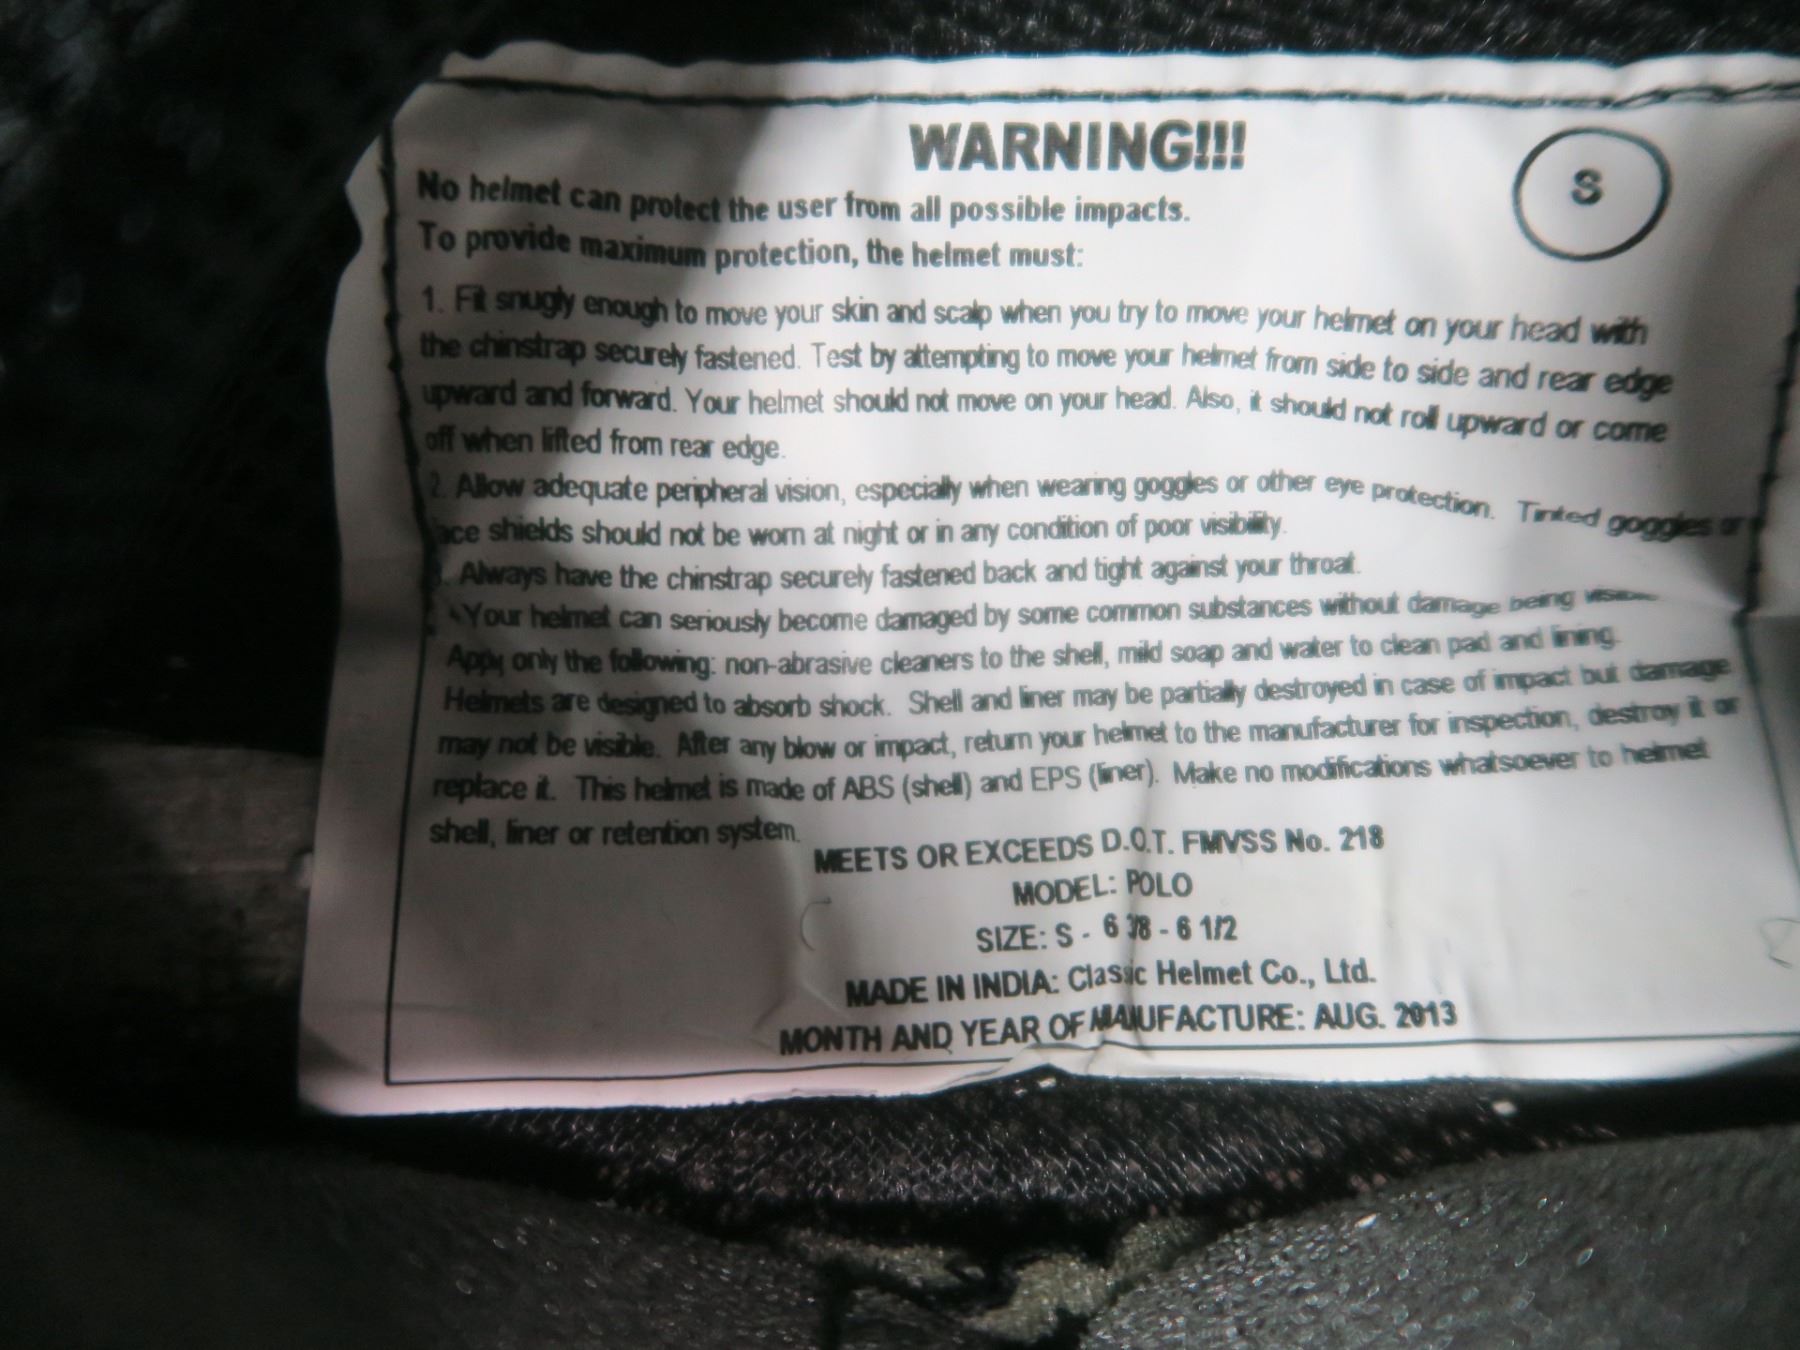 WARNING!!!
S
No helmet can protect the user from all possible impacts.
To provide maximum protection, the helmet must:
1. Fit snugly enough to move your skin and scalp when you try to move your helmet on your head with
the chinstrap securely fastened. Test by attempting to move your helmet from side to side and rear edge
upward and forward. Your helmet should not move on your head. Also, it should not roll upward or come
off when lifted from rear edge.
2. Allow adequate peripheral vision, especially when wearing goggles or other eye protection. Tinted goggles or
ace shields should not be worn at night or in any condition of poor visibility.
3. Always have the chinstrap securely fastened back and tight against your throat.
Your helmet can seriously become damaged by some common substances without damage being visible.
Apply only the following: non-abrasive cleaners to the shell, mild soap and water to clean pad and lining.
Helmets are designed to absorb shock. Shell and liner may be partially destroyed in case of impact but damage
may not be visible. After any blow or impact, return your helmet to the manufacturer for inspection, destroy it or
replace it. This helmet is made of ABS (shell) and EPS (liner). Make no modifications whatsoever to helmet
shell, liner or retention system.
MEETS OR EXCEEDS D.O.T. FMVSS No. 218
MODEL: POLO
SIZE: S - 6 3/8 - 6 1/2
MADE IN INDIA: Classic Helmet Co., Ltd.
MONTH AND YEAR OF MANUFACTURE: AUG. 2013